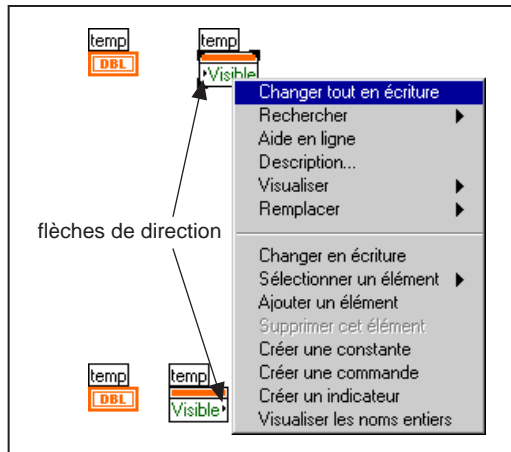 temp
temp
DBL
Visible
Changer tout en écriture
Rechercher
Aide en ligne
Description...
Visualiser
Remplacer
flèches de direction
Changer en écriture
Sélectionner un élément
Ajouter un élément
Supprimer cet élément
Créer une constante
Créer une commande
Créer un indicateur
Visualiser les noms entiers
temp
temp
DBL
Visible